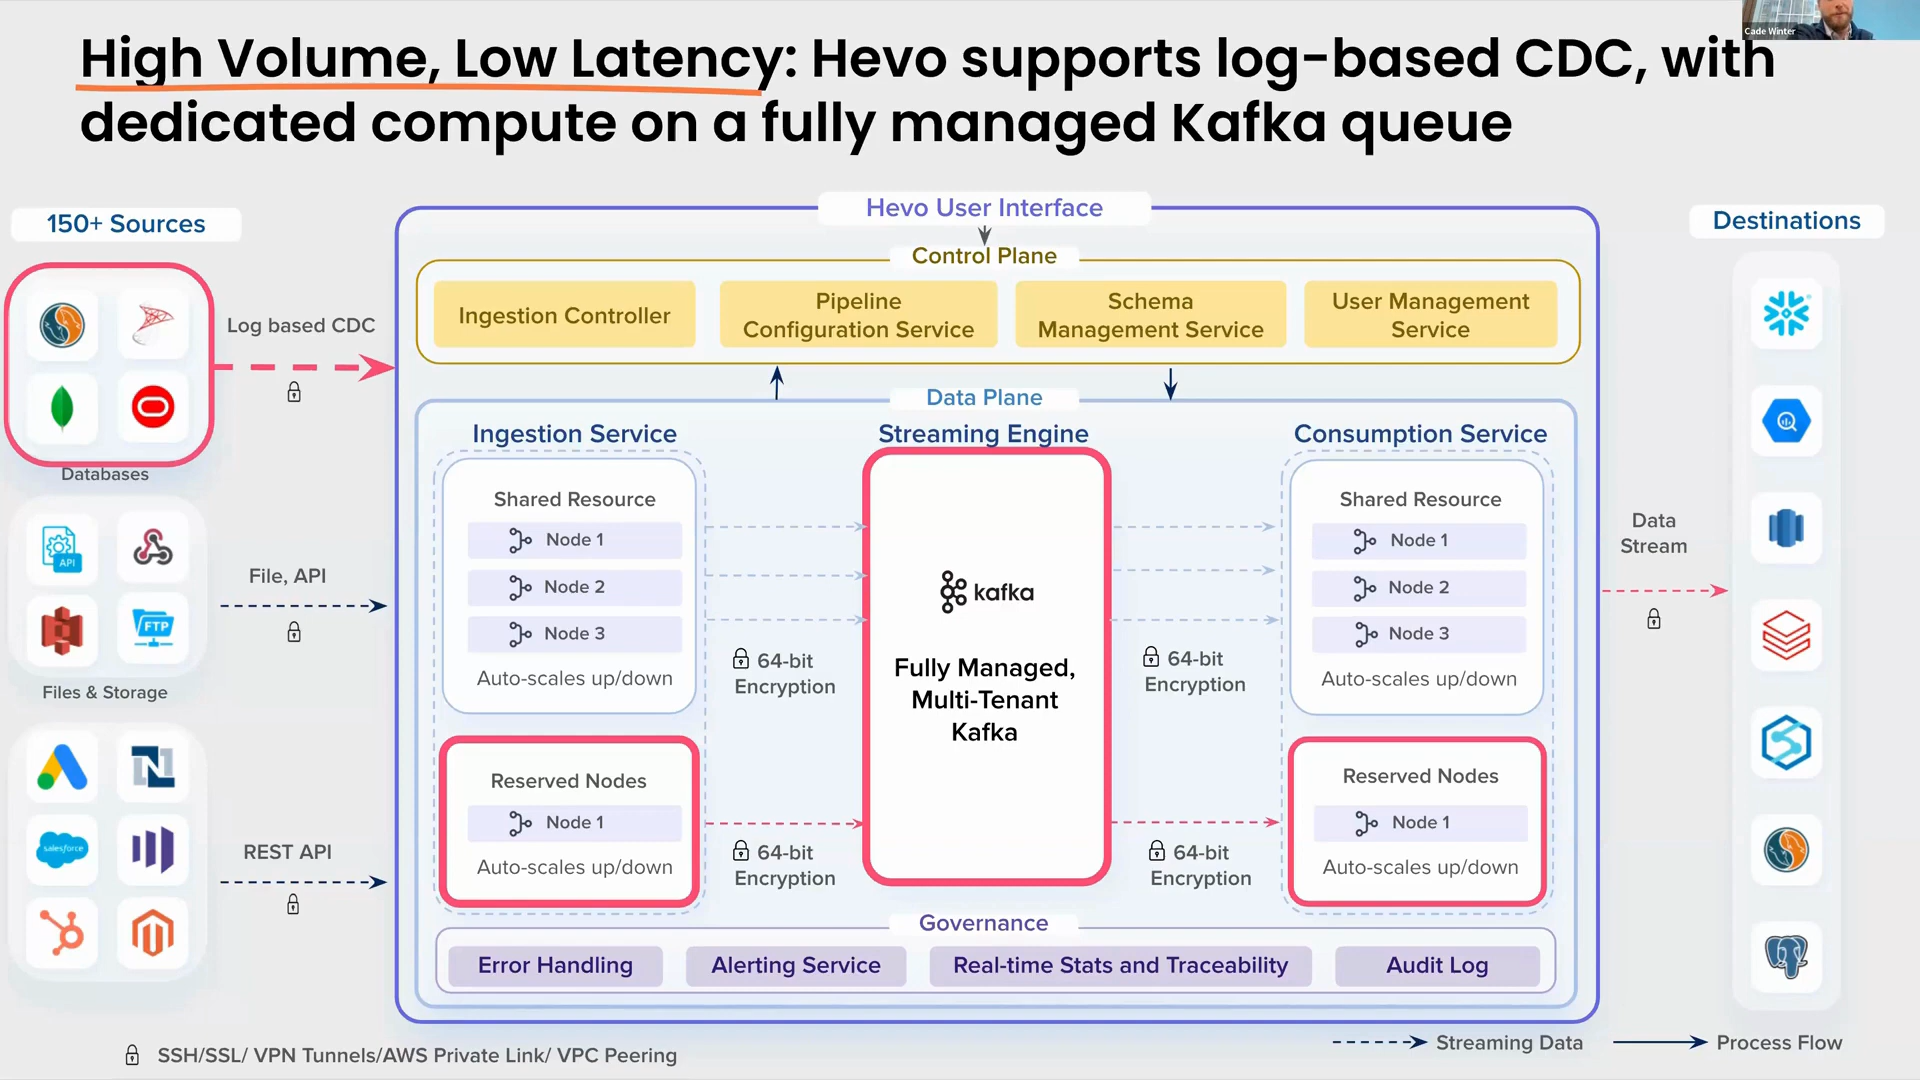 Cade Winter
High Volume, Low Latency: Hevo supports log-based CDC, with
dedicated compute on a fully managed Kafka queue
150+ Sources
Databases
API
FTP
Files & Storage
salesforce
Log based CDC
File, API
REST API
Hevo User Interface
Control Plane
Ingestion Controller
Pipeline
Configuration Service
Schema
Management Service
User Management
Service
Data Plane
Ingestion Service
Shared Resource
Node 1
Node 2
Node 3
Auto-scales up/down
Reserved Nodes
Node 1
Auto-scales up/down
64-bit
Encryption
64-bit
Encryption
Streaming Engine
kafka
Fully Managed,
Multi-Tenant
Kafka
64-bit
Encryption
64-bit
Encryption
Consumption Service
Shared Resource
Node 1
Node 2
Node 3
Auto-scales up/down
Reserved Nodes
Node 1
Auto-scales up/down
Governance
Error Handling
Alerting Service
Real-time Stats and Traceability
Audit Log
Data
Stream
Destinations
SSH/SSL/ VPN Tunnels/AWS Private Link/ VPC Peering
Streaming Data
Process Flow